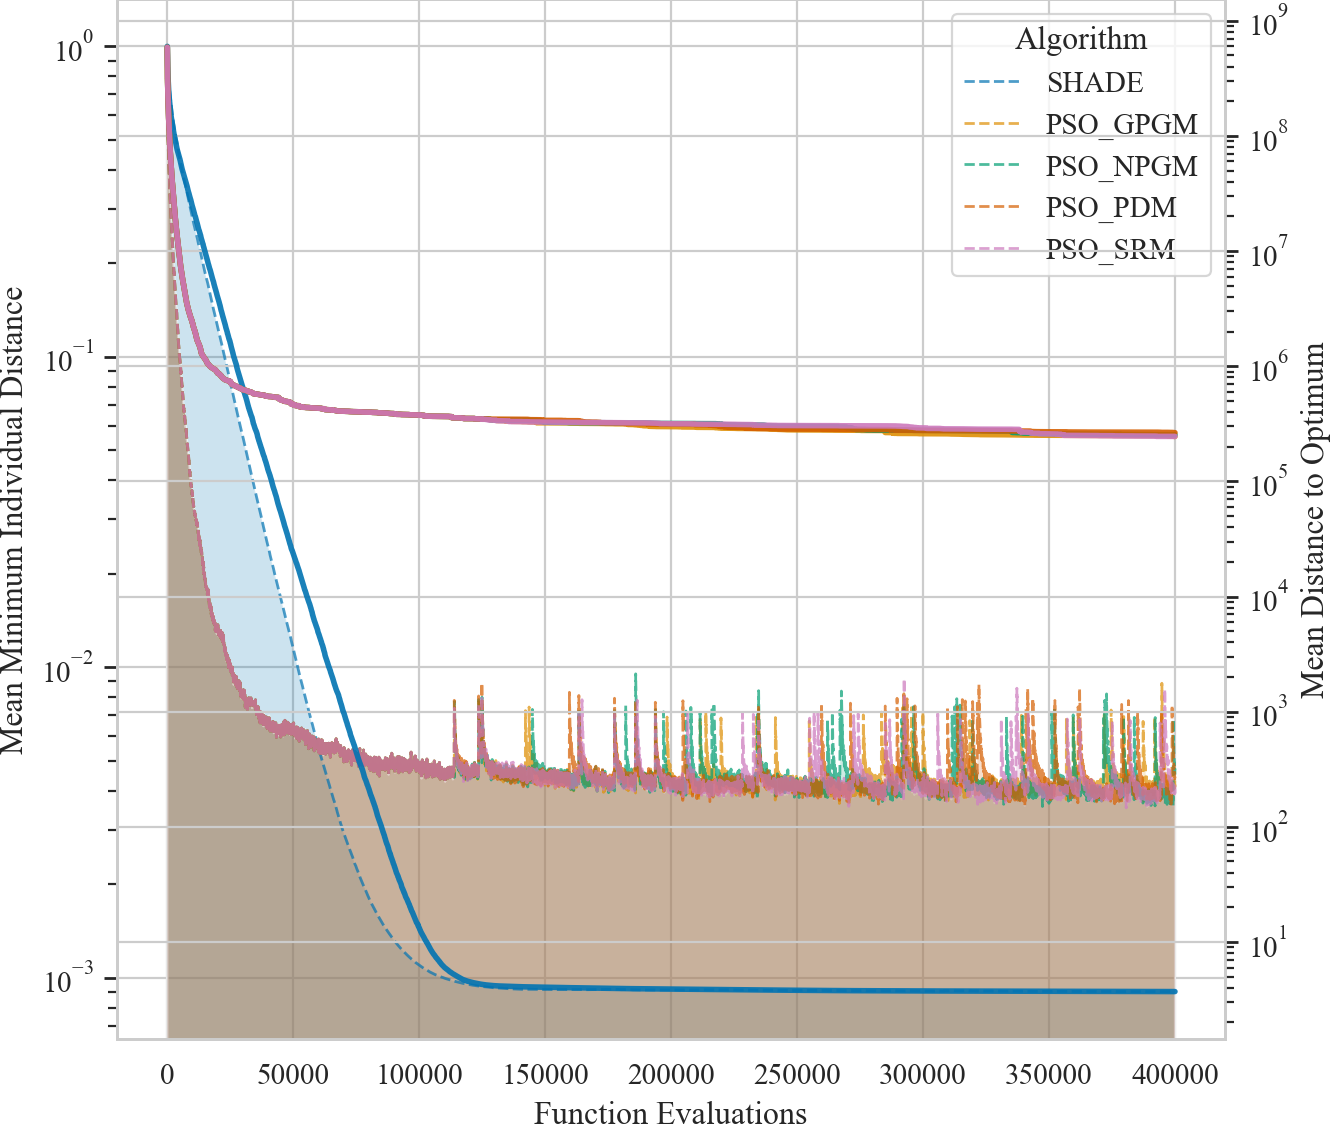 Algorithm
SHADE
PSO_GPGM
PSO_NPGM
PSO_PDM
PSO_SRM
Mean Minimum Individual Distance
10^0
10^−1
10^−2
10^−3
Mean Distance to Optimum
10^9
10^8
10^7
10^6
10^5
10^4
10^3
10^2
10^1
0 50000 100000 150000 200000 250000 300000 350000 400000
Function Evaluations